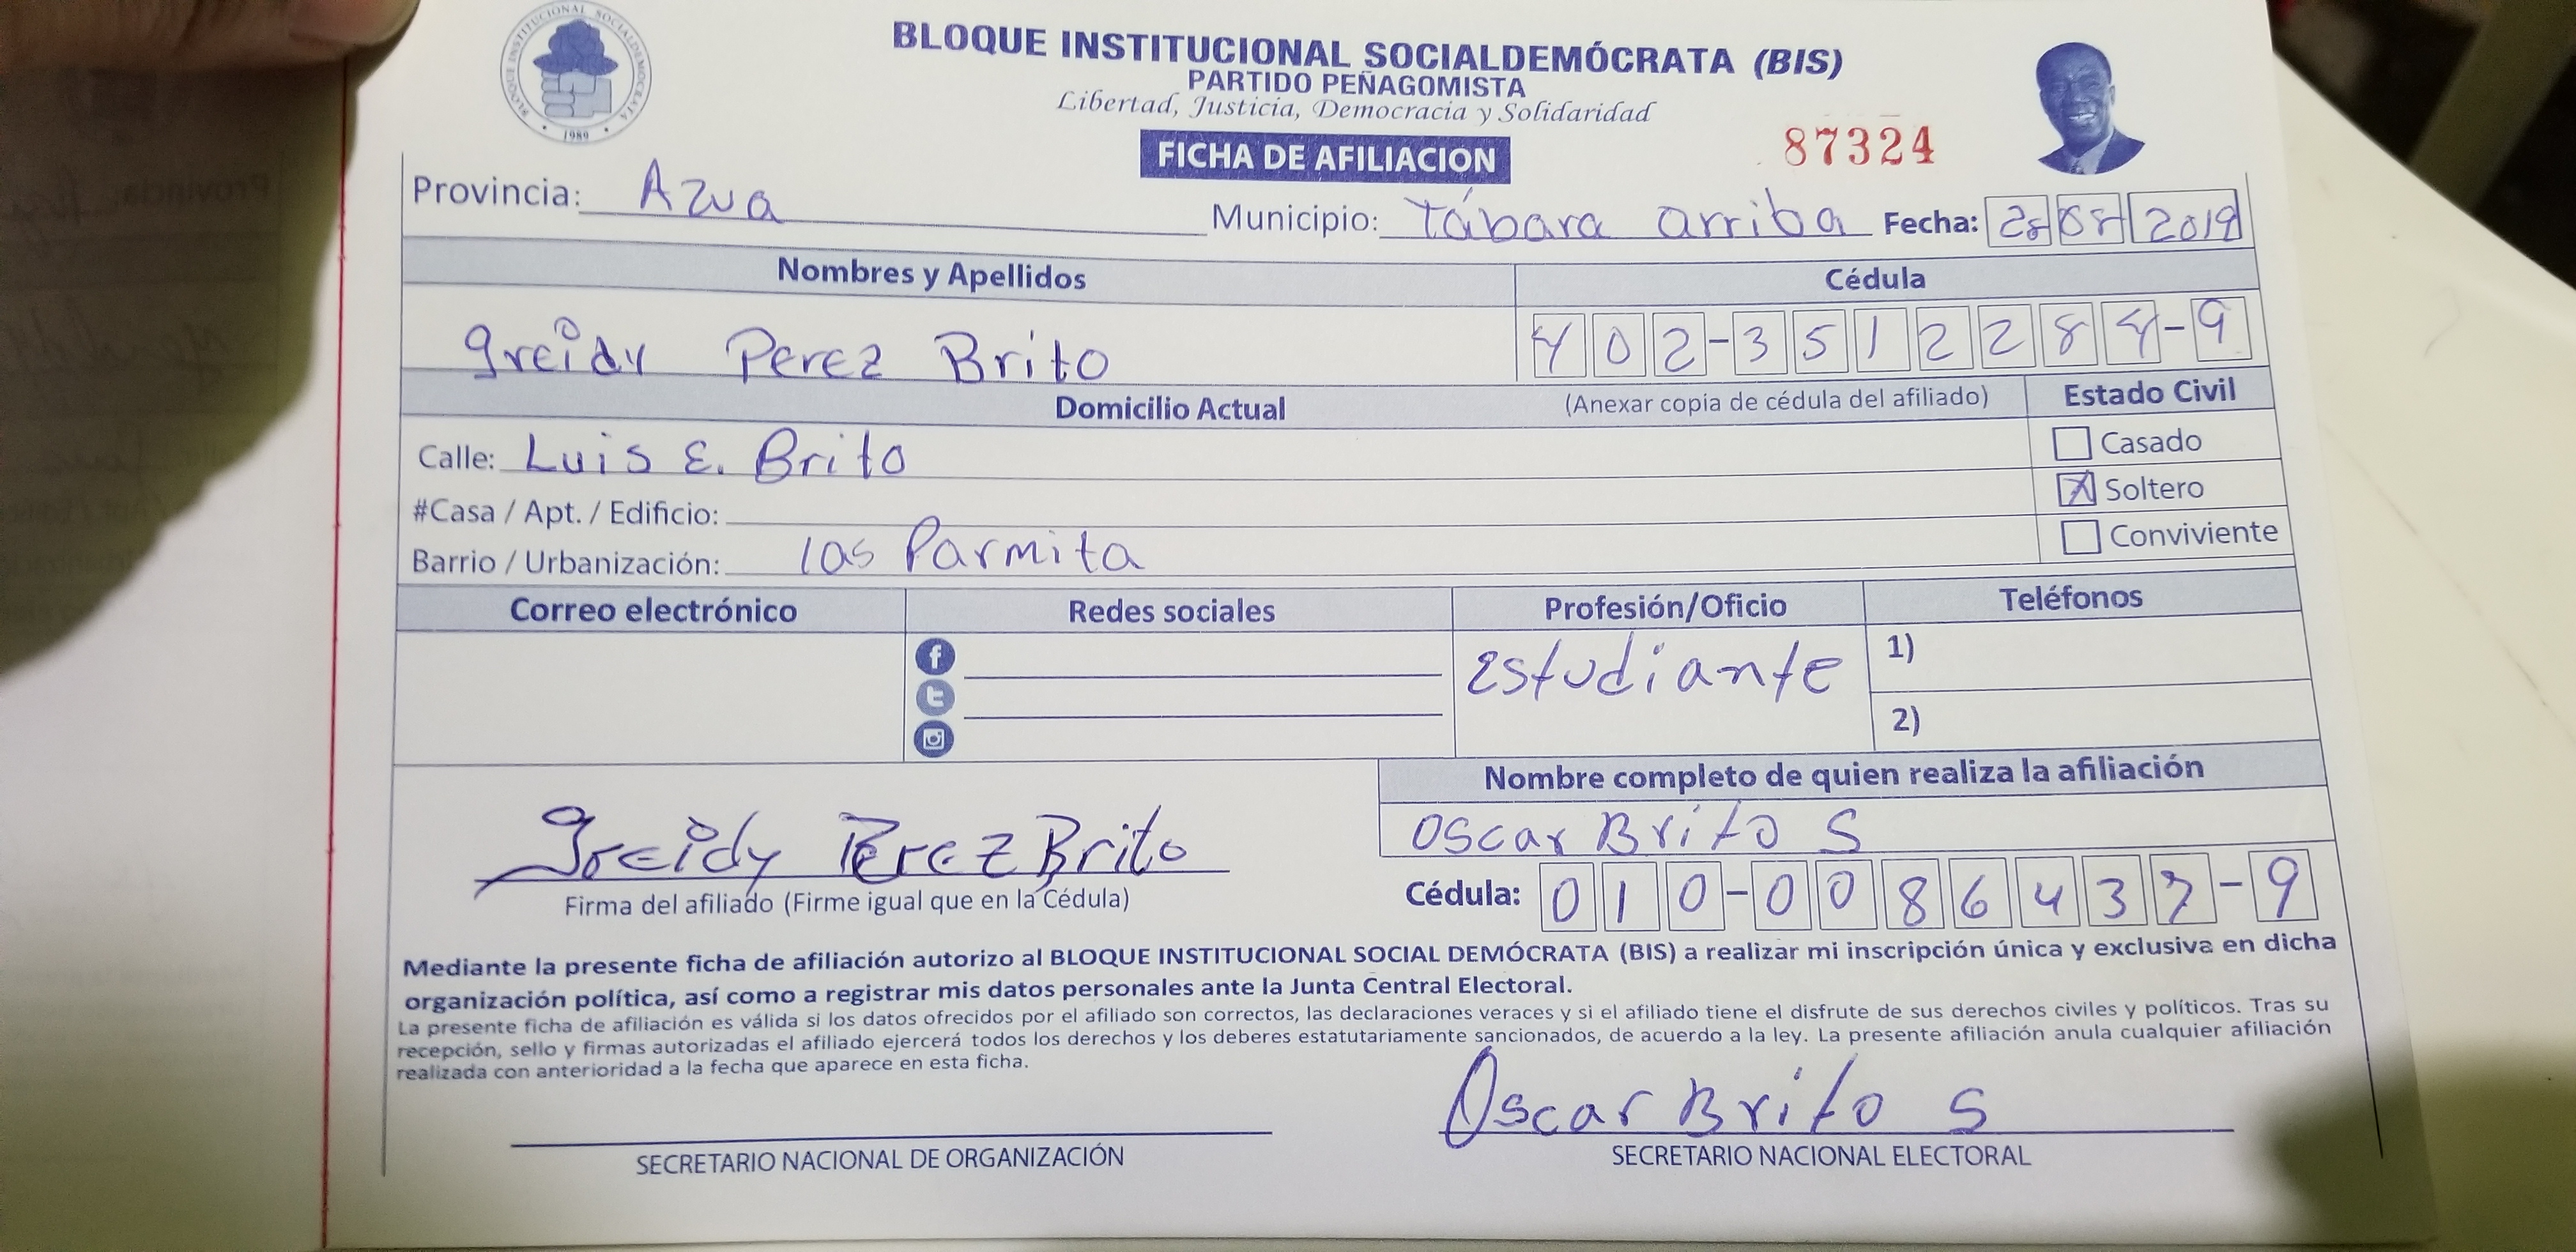 BLOQUE INSTITUCIONAL SOCIALDEMÓCRATA
1989
BLOQUE INSTITUCIONAL SOCIALDEMÓCRATA (BIS)
PARTIDO PEÑAGOMISTA
Libertad, Justicia, Democracia y Solidaridad
FICHA DE AFILIACION
87324
Provincia: Azua Municipio: Tábara arriba Fecha: 28 08 2019
Nombres y Apellidos Cédula
Greidy Perez Brito 402-3512284-9
Domicilio Actual (Anexar copia de cédula del afiliado) Estado Civil
Calle: Luis E. Brito
Casado
#Casa / Apt. / Edificio:
X Soltero
Barrio / Urbanización: las Parmita
Conviviente
Correo electrónico Redes sociales Profesión/Oficio Teléfonos
Estudiante
1)
2)
Nombre completo de quien realiza la afiliación
Oscar Brito S
Greidy Perez Brito
Firma del afiliado (Firme igual que en la Cédula)
Cédula: 010-0086437-9
Mediante la presente ficha de afiliación autorizo al BLOQUE INSTITUCIONAL SOCIAL DEMÓCRATA (BIS) a realizar mi inscripción única y exclusiva en dicha
organización política, así como a registrar mis datos personales ante la Junta Central Electoral.
La presente ficha de afiliación es válida si los datos ofrecidos por el afiliado son correctos, las declaraciones veraces y si el afiliado tiene el disfrute de sus derechos civiles y políticos. Tras su
recepción, sello y firmas autorizadas el afiliado ejercerá todos los derechos y los deberes estatutariamente sancionados, de acuerdo a la ley. La presente afiliación anula cualquier afiliación
realizada con anterioridad a la fecha que aparece en esta ficha.
Oscar Brito S
SECRETARIO NACIONAL DE ORGANIZACIÓN SECRETARIO NACIONAL ELECTORAL